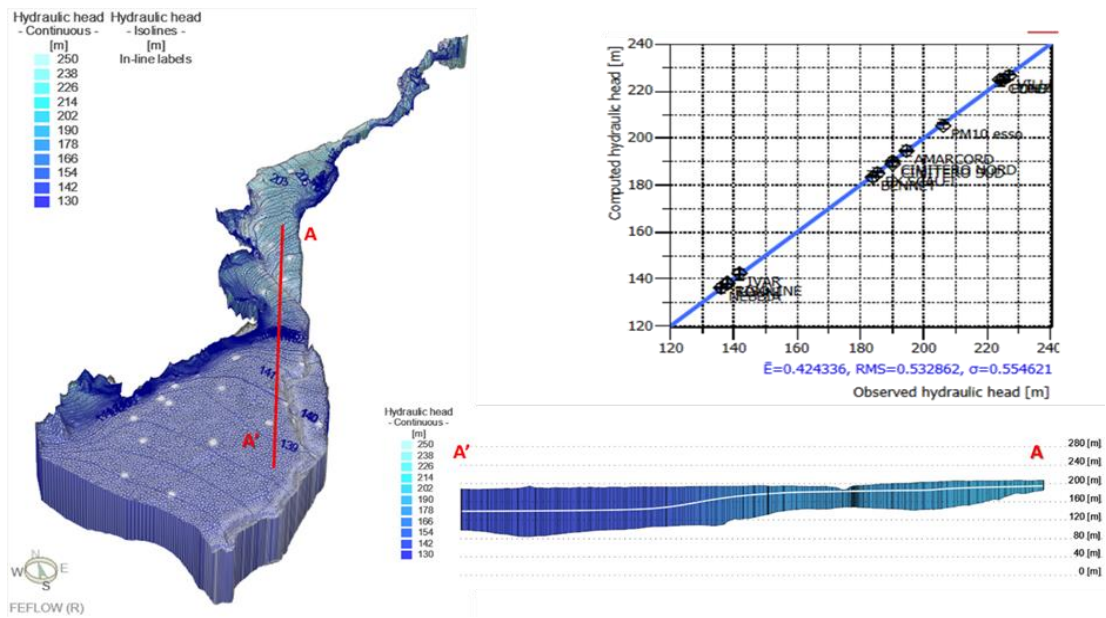 Hydraulic head
- Continuous -
[m]
250
238
226
214
202
190
178
166
154
142
130
Hydraulic head
- Isolines -
[m]
In-line labels
A
141
140
139
A'
N
W
E
S
FEFLOW (R)
Computed hydraulic head [m]
240
220
200
180
160
140
120
PM10 esso
AMARCORD
CIMITERO NORD
CIMITERO SUD
BENNET
IVAR
120
140
160
180
200
220
240
Ē=0.424336, RMS=0.532862, σ=0.554621
Observed hydraulic head [m]
Hydraulic head
- Continuous -
[m]
250
238
226
214
202
190
178
166
154
142
130
A'
A
280 [m]
240 [m]
200 [m]
160 [m]
120 [m]
80 [m]
40 [m]
0 [m]